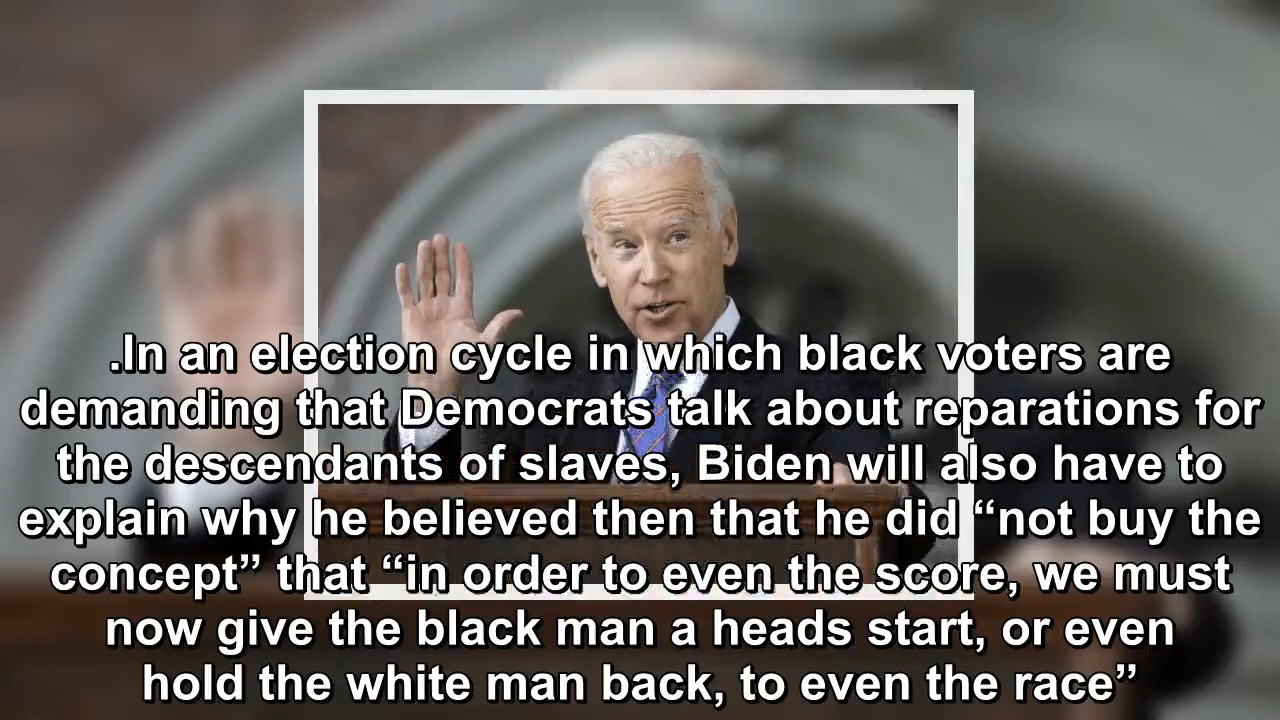 .In an election cycle in which black voters are
demanding that Democrats talk about reparations for
the descendants of slaves, Biden will also have to
explain why he believed then that he did “not buy the
concept” that “in order to even the score, we must
now give the black man a heads start, or even
hold the white man back, to even the race”